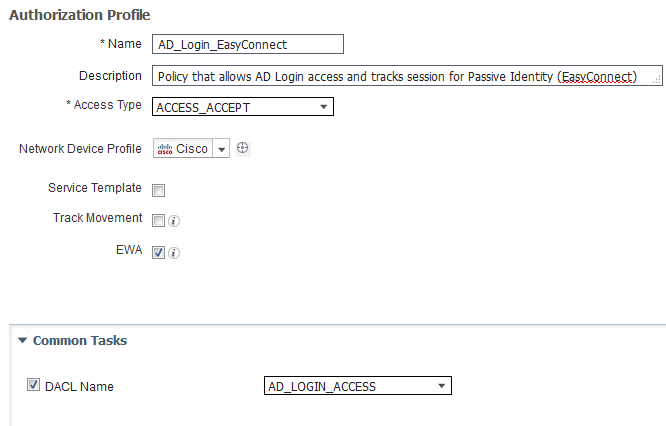 Authorization Profile
* Name AD_Login_EasyConnect
Description Policy that allows AD Login access and tracks session for Passive Identity (EasyConnect)
* Access Type ACCESS_ACCEPT
Network Device Profile cisco Cisco
Service Template
Track Movement i
EWA i
Common Tasks
DACL Name AD_LOGIN_ACCESS